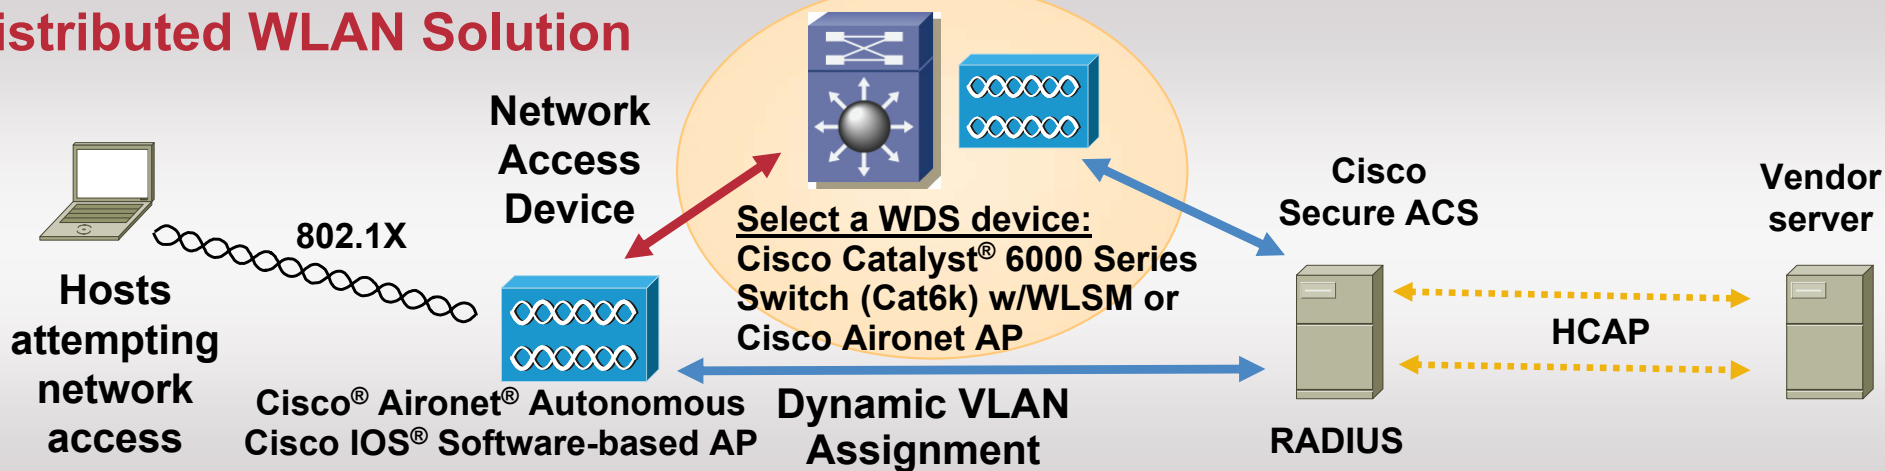 istributed WLAN Solution
Network
Access
Device
802.1X
Hosts
attempting
network
access
Cisco® Aironet® Autonomous
Cisco IOS® Software-based AP
Select a WDS device:
Cisco Catalyst® 6000 Series
Switch (Cat6k) w/WLSM or
Cisco Aironet AP
Dynamic VLAN
Assignment
Cisco
Secure ACS
RADIUS
HCAP
Vendor
server